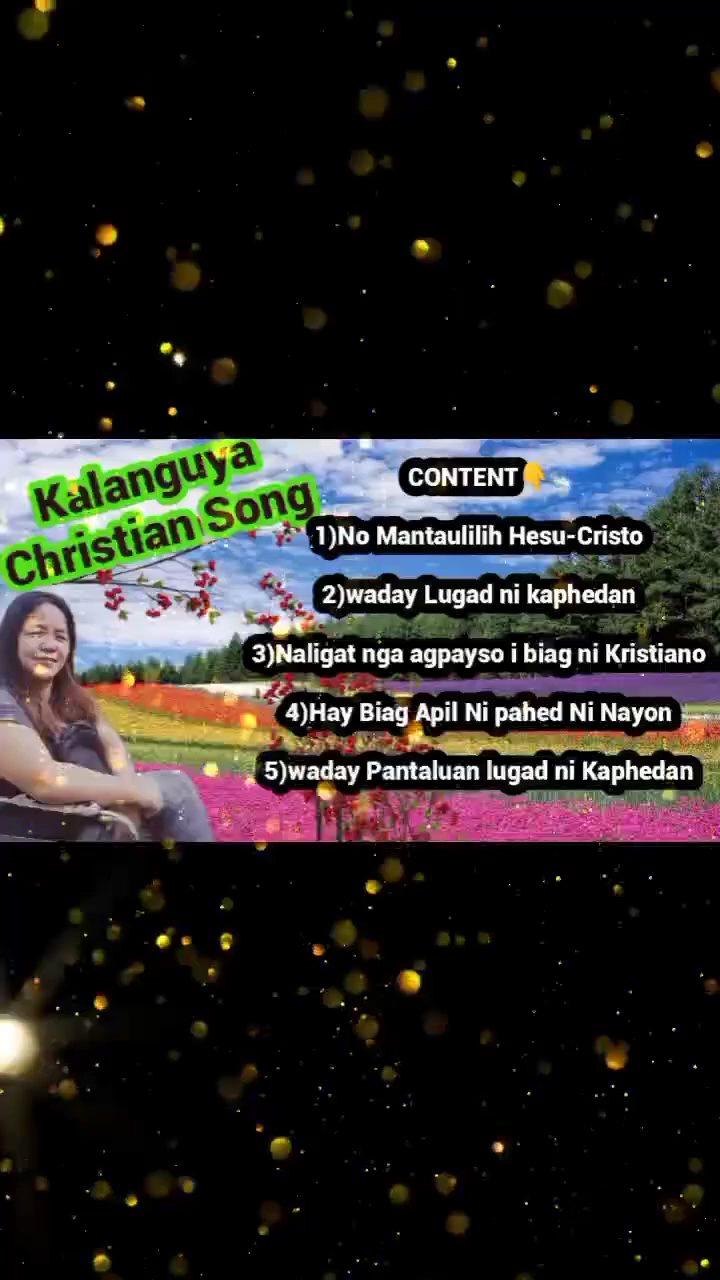 Kalanguya
Christian Song
CONTENT👇
1)No Mantaulilih Hesu-Cristo
2)waday Lugad ni kaphedan
3)Naligat nga agpayso i biag ni Kristiano
4)Hay Biag Apil Ni pahed Ni Nayon
5)waday Pantaluan lugad ni Kaphedan